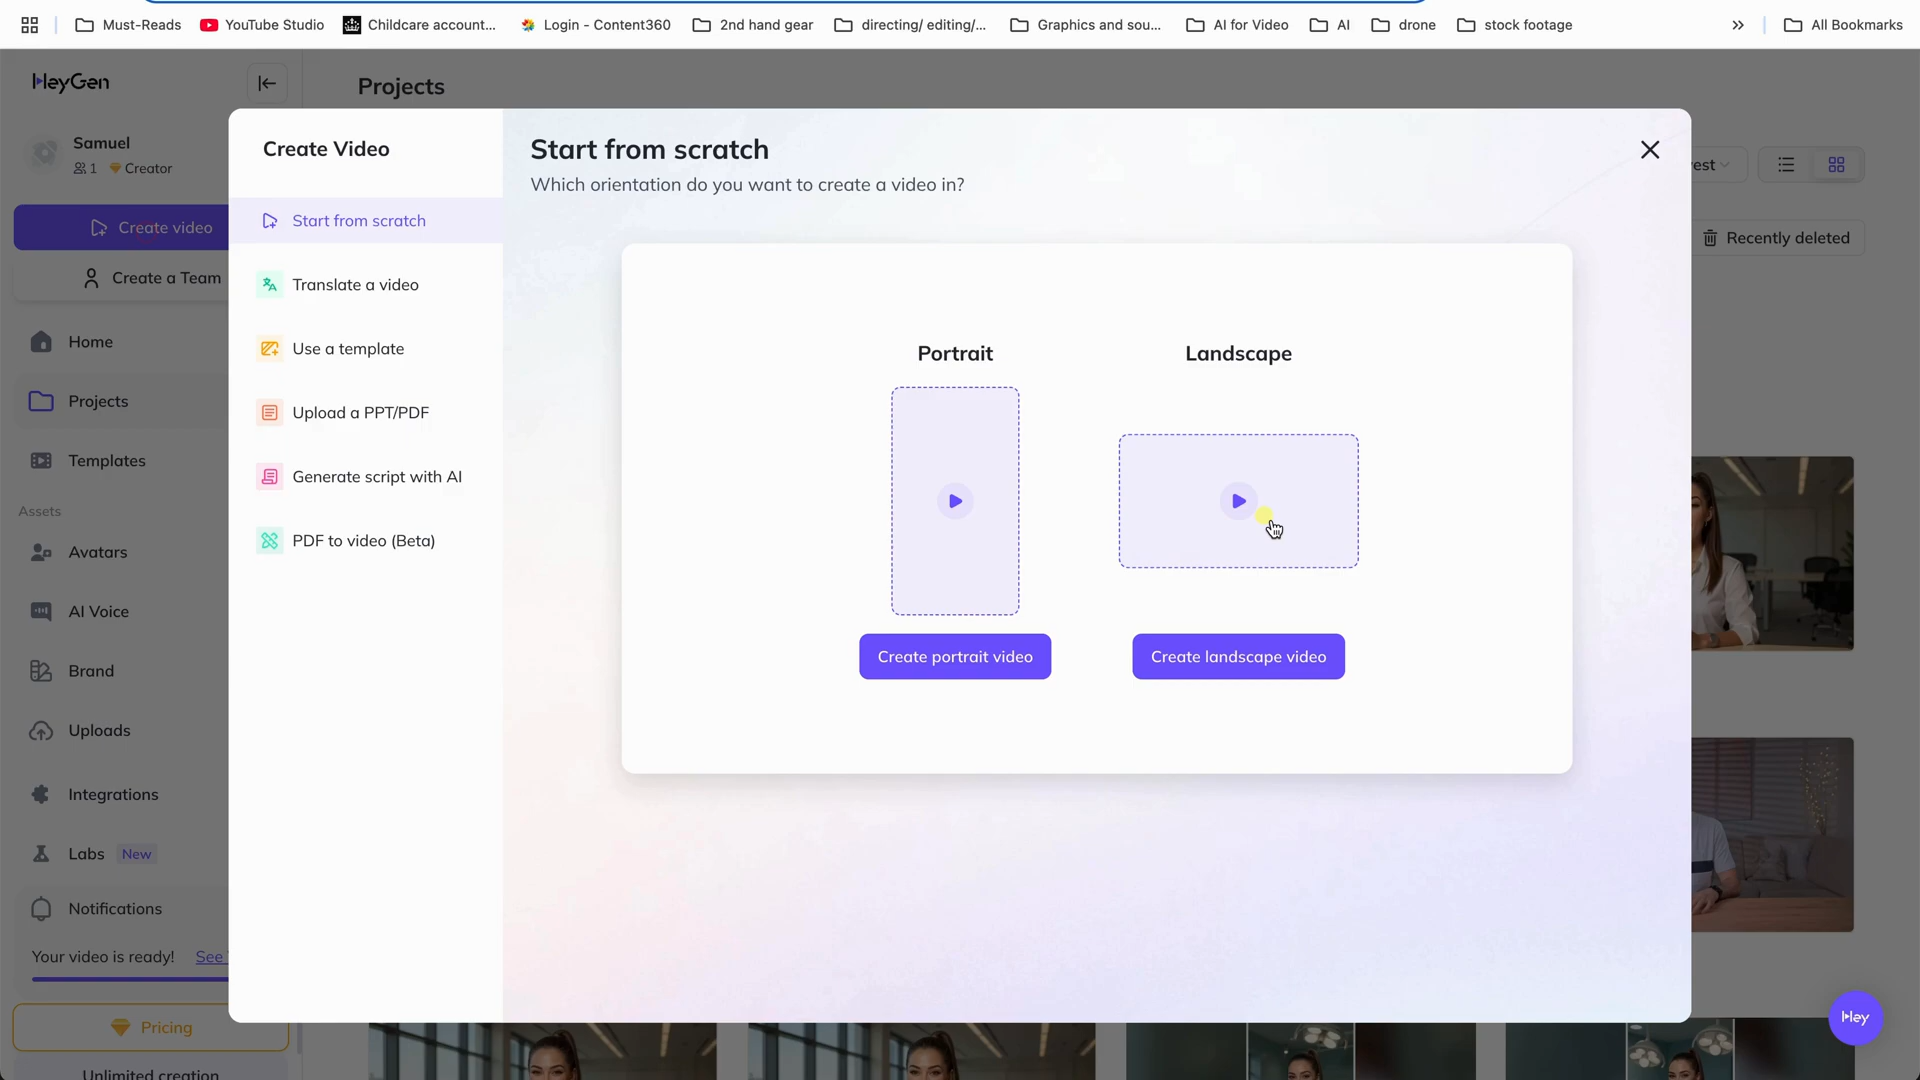 Must-Reads
YouTube Studio
Childcare account...
Login - Content360
2nd hand gear
directing/ editing/...
Graphics and sou...
AI for Video
AI
drone
stock footage
»
All Bookmarks
HeyGen
Projects
Samuel
1 Creator
Create video
Create a Team
Home
Projects
Templates
Assets
Avatars
AI Voice
Brand
Uploads
Integrations
Labs New
Notifications
Your video is ready! See
Pricing
Unlimited creation
Create Video
Start from scratch
Translate a video
Use a template
Upload a PPT/PDF
Generate script with AI
PDF to video (Beta)
Start from scratch
Which orientation do you want to create a video in?
Portrait
Landscape
Create portrait video
Create landscape video
Recently deleted
Hey